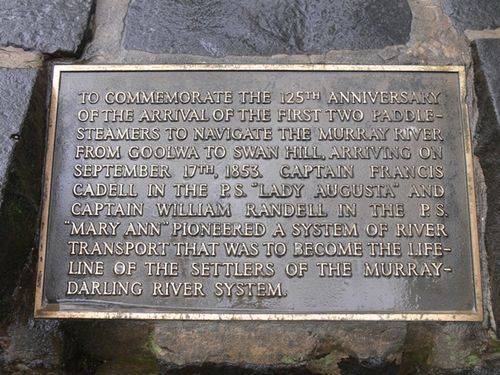 TO COMMEMORATE THE 125TH ANNIVERSARY
OF THE ARRIVAL OF THE FIRST TWO PADDLE-
STEAMERS TO NAVIGATE THE MURRAY RIVER
FROM GOOLWA TO SWAN HILL, ARRIVING ON
SEPTEMBER 17TH, 1853. CAPTAIN FRANCIS
CADELL IN THE P.S. "LADY AUGUSTA" AND
CAPTAIN WILLIAM RANDELL IN THE P.S.
"MARY ANN" PIONEERED A SYSTEM OF RIVER
TRANSPORT THAT WAS TO BECOME THE LIFE-
LINE OF THE SETTLERS OF THE MURRAY-
DARLING RIVER SYSTEM.